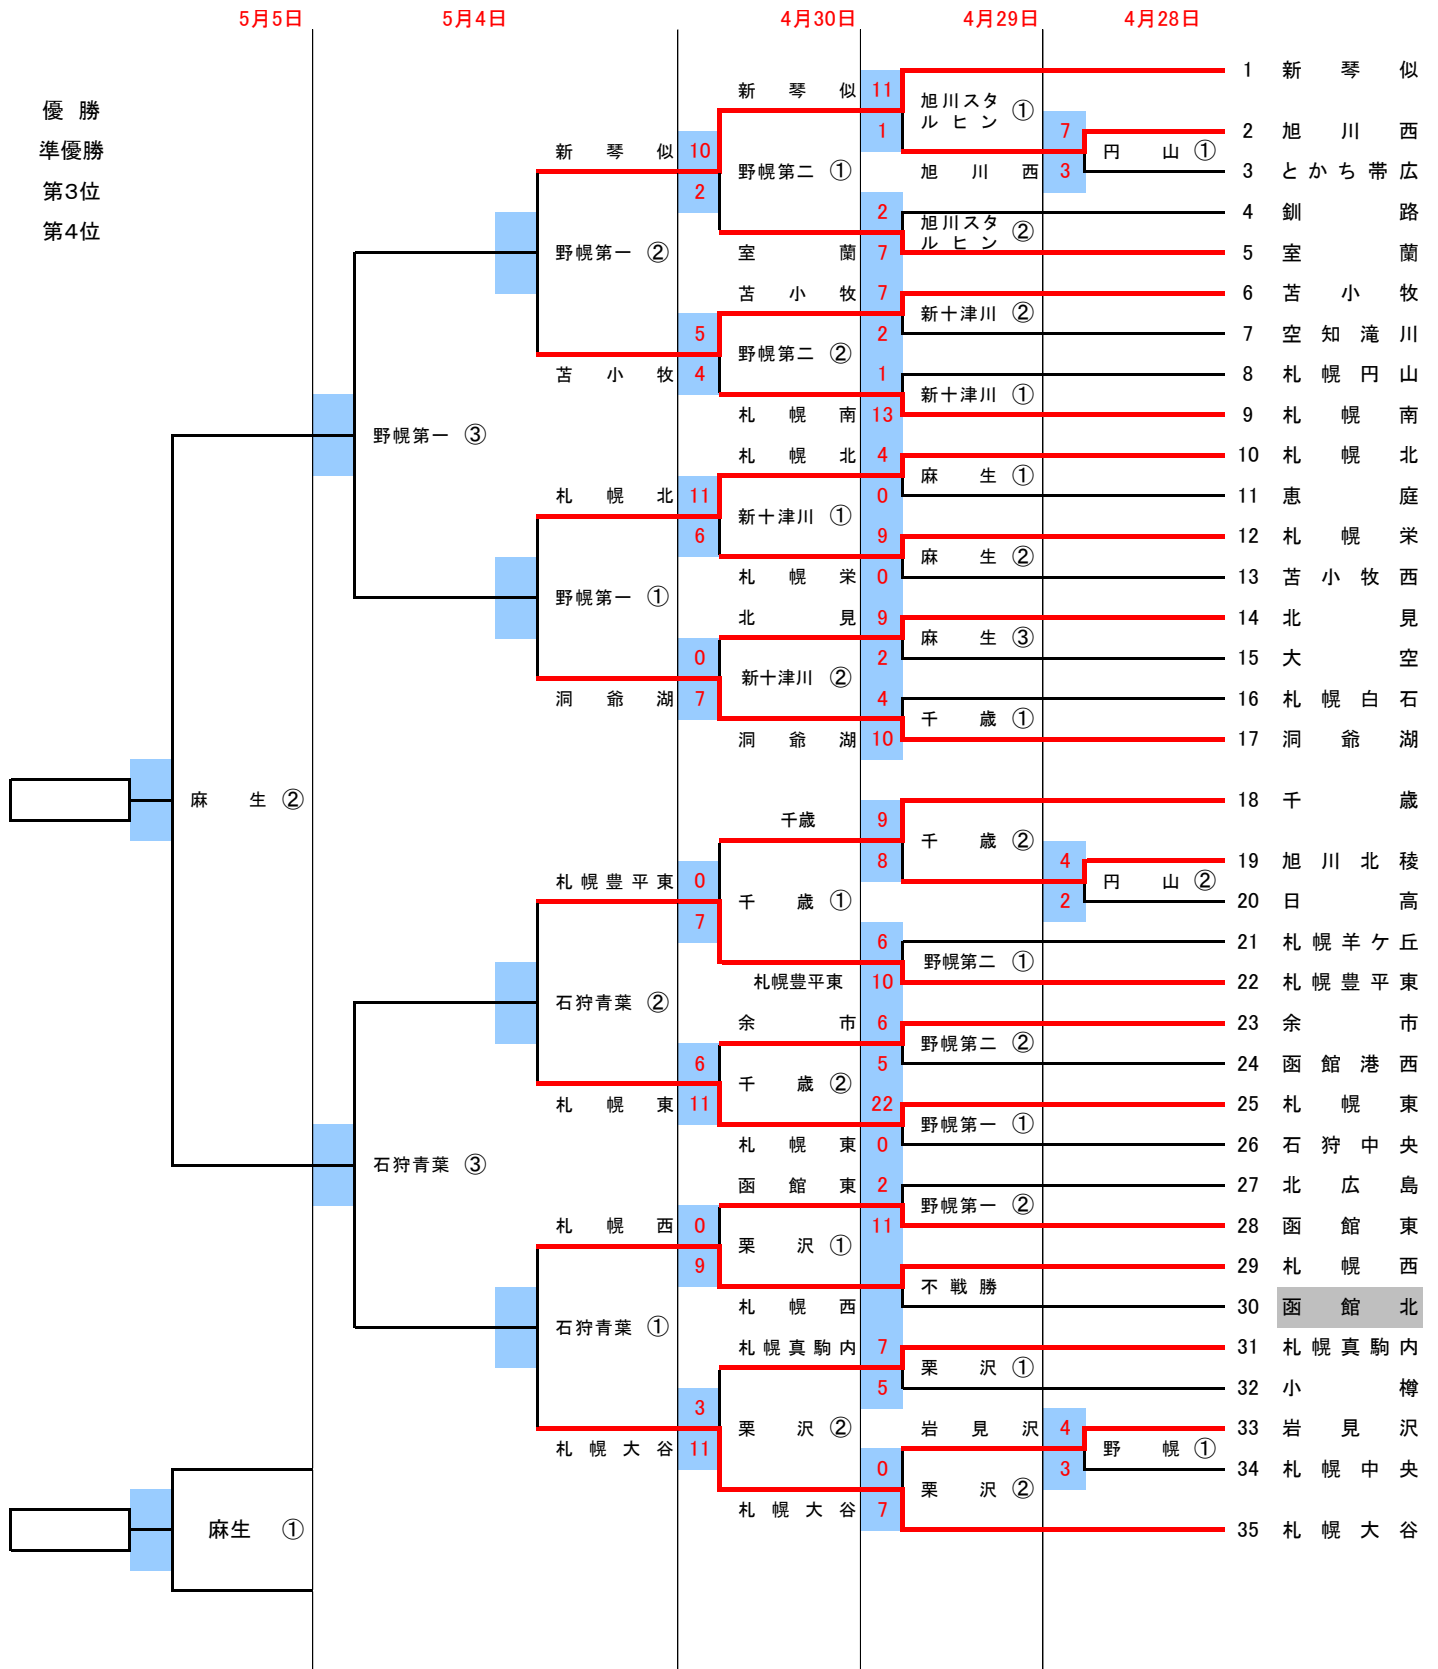 5月5日 5月4日 4月30日 4月29日 4月28日
優勝
準優勝
第3位
第4位
1 新琴似
新琴似 11
旭川スタルヒン ①
1
7
2 旭川西
円山 ①
新琴似 10
野幌第二 ①
旭川西 3
3 とかち帯広
2
2
4 釧路
旭川スタルヒン ②
野幌第一 ②
室蘭 7
5 室蘭
苫小牧 7
6 苫小牧
新十津川 ②
5
2
7 空知滝川
野幌第二 ②
苫小牧 4
1
8 札幌円山
新十津川 ①
札幌南 13
9 札幌南
野幌第一 ③
札幌北 4
10 札幌北
麻生 ①
札幌北 11
0
11 恵庭
新十津川 ①
6
9
12 札幌栄
麻生 ②
札幌栄 0
13 苫小牧西
野幌第一 ①
北見 9
14 北見
麻生 ③
0
2
15 大空
新十津川 ②
洞爺湖 7
4
16 札幌白石
千歳 ①
洞爺湖 10
17 洞爺湖
麻生 ②
18 千歳
千歳 9
千歳 ②
8
4
19 旭川北稜
円山 ②
札幌豊平東 0
千歳 ①
2
20 日高
7
6
21 札幌羊ケ丘
野幌第二 ①
札幌豊平東 10
22 札幌豊平東
石狩青葉 ②
余市 6
23 余市
野幌第二 ②
6
5
24 函館港西
千歳 ②
札幌東 11
22
25 札幌東
野幌第一 ①
札幌東 0
26 石狩中央
石狩青葉 ③
函館東 2
27 北広島
野幌第一 ②
札幌西 0
11
28 函館東
栗沢 ①
9
29 札幌西
不戦勝
札幌西
30 函館北
石狩青葉 ①
札幌真駒内 7
31 札幌真駒内
栗沢 ①
3
5
32 小樽
栗沢 ②
岩見沢 4
33 岩見沢
野幌 ①
札幌大谷 11
0
3
34 札幌中央
栗沢 ②
札幌大谷 7
35 札幌大谷
麻生 ①